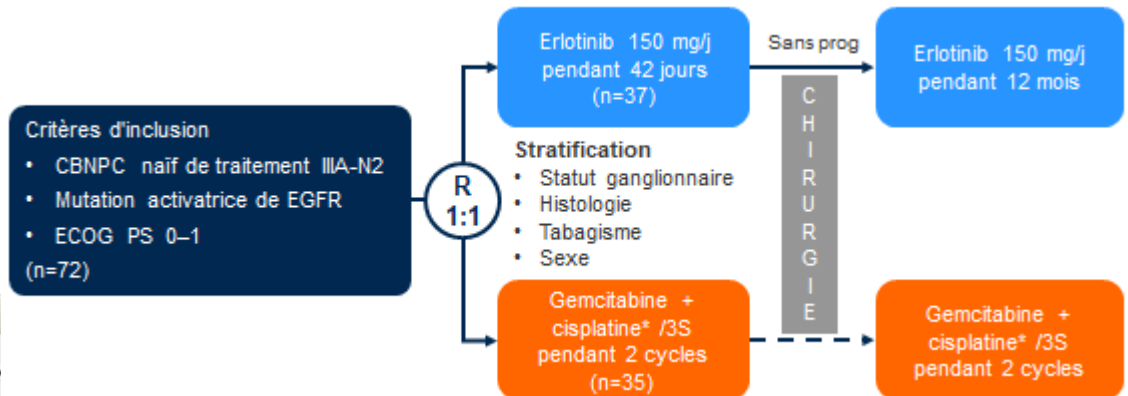 Critères d'inclusion
• CBNPC naïf de traitement IIIA-N2
• Mutation activatrice de EGFR
• ECOG PS 0–1
(n=72)
R
1:1
Erlotinib 150 mg/j
pendant 42 jours
(n=37)
Stratification
• Statut ganglionnaire
• Histologie
• Tabagisme
• Sexe
Gemcitabine +
cisplatine* /3S
pendant 2 cycles
(n=35)
Sans prog
C
H
I
R
U
R
G
I
E
Erlotinib 150 mg/j
pendant 12 mois
Gemcitabine +
cisplatine* /3S
pendant 2 cycles